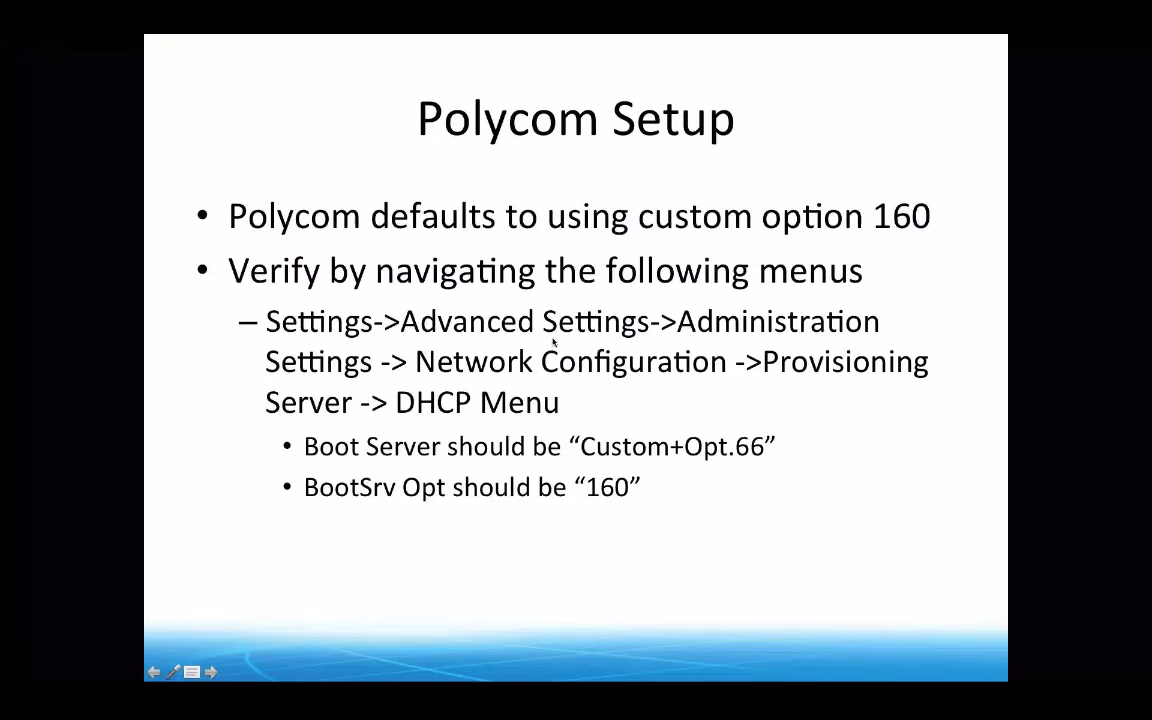 Polycom Setup
• Polycom defaults to using custom option 160
• Verify by navigating the following menus
– Settings->Advanced Settings->Administration
Settings -> Network Configuration ->Provisioning
Server -> DHCP Menu
• Boot Server should be “Custom+Opt.66”
• BootSrv Opt should be “160”